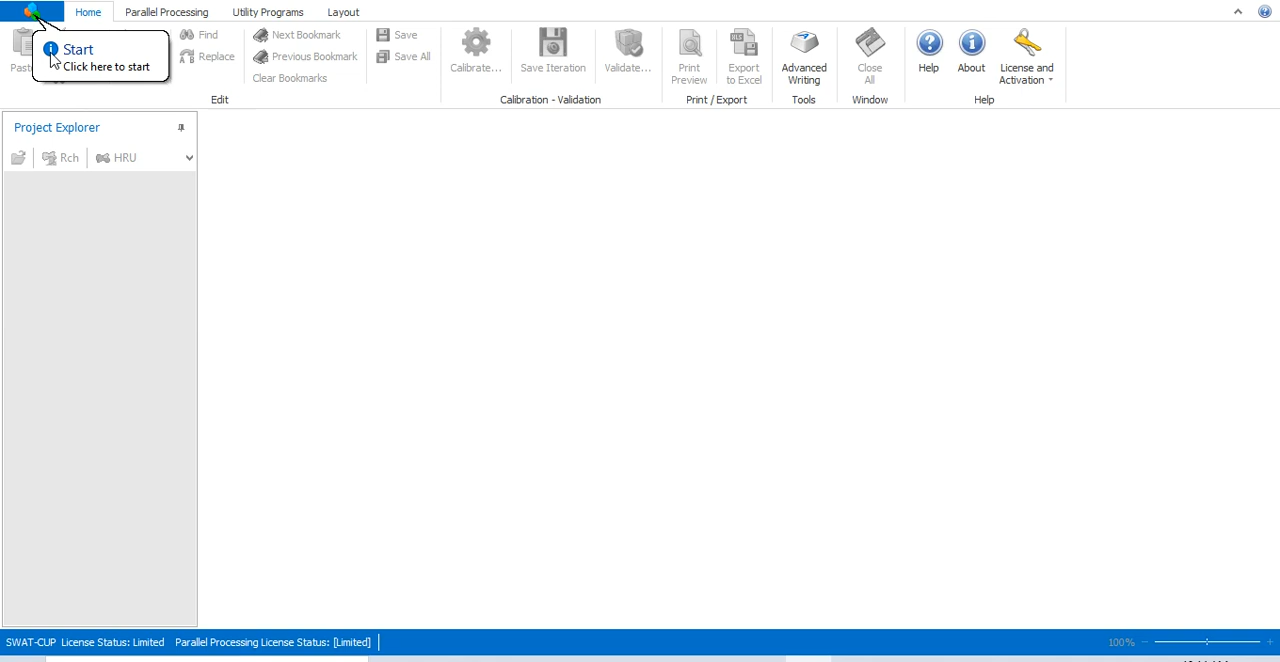 Home Parallel Processing Utility Programs Layout
Start
Click here to start
Find
Replace
Next Bookmark
Previous Bookmark
Clear Bookmarks
Save
Save All
Edit
Calibrate...
Save Iteration
Validate...
Calibration - Validation
Print
Preview
Export
to Excel
Print / Export
Advanced
Writing
Tools
Close
All
Window
Help
About
License and
Activation
Help
Project Explorer
Rch
HRU
SWAT-CUP License Status: Limited Parallel Processing License Status: [Limited]
100%